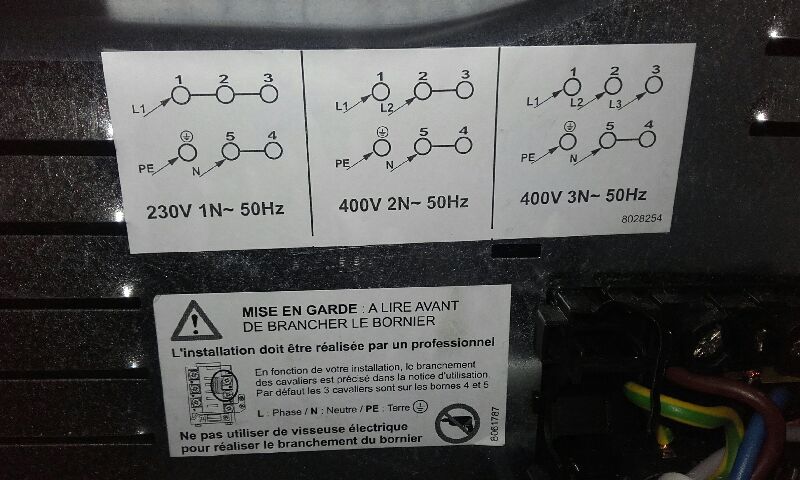 1 2 3
L1
PE N 5 4
230V 1N~ 50Hz
1 2 3
L1 L2
PE N 5 4
400V 2N~ 50Hz
1 2 3
L1 L2 L3
PE N 5 4
400V 3N~ 50Hz
8028254
MISE EN GARDE : A LIRE AVANT
DE BRANCHER LE BORNIER
L'installation doit être réalisée par un professionnel
En fonction de votre installation, le branchement
des cavaliers est précisé dans la notice d'utilisation.
Par défaut les 3 cavaliers sont sur les bornes 4 et 5
L : Phase / N : Neutre / PE : Terre
Ne pas utiliser de visseuse électrique
pour réaliser le branchement du bornier
8061787